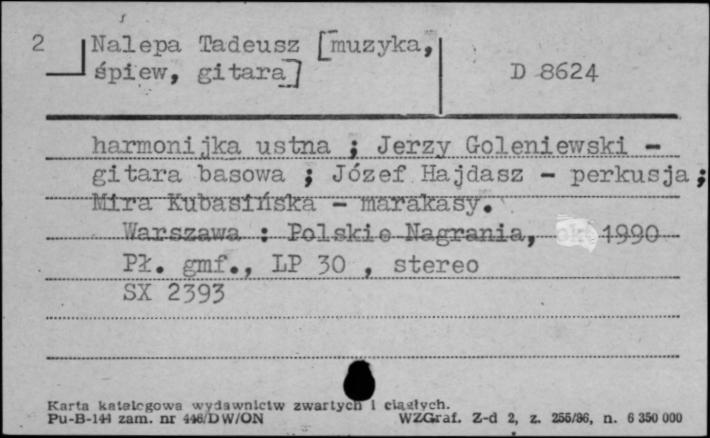 2 Nalepa Tadeusz [muzyka,
śpiew, gitara]
D 8624
harmonijka ustna ; Jerzy Goleniewski –
gitara basowa ; Józef Hajdasz – perkusja ;
Mira Kubasińska – marakasy.
Warszawa : Polskie Nagrania, ok. 1990
Pł. gmf., LP 30 , stereo
SX 2393
Karta katalogowa wydawnictw zwartych i ciągłych.
Pu-B-144 zam. nr 446/DW/ON
WZGraf. Z-d 2, z. 255/86, n. 6 350 000